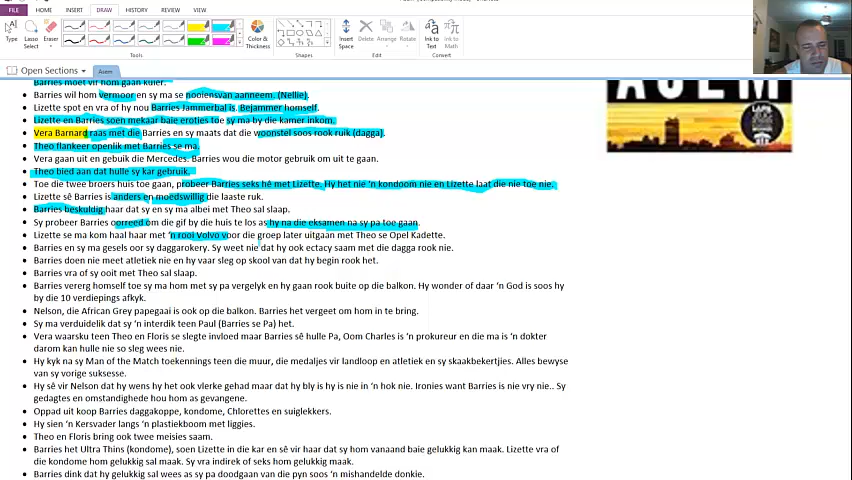 FILE HOME INSERT DRAW HISTORY REVIEW VIEW
Type Lasso Select Eraser Color & Thickness Insert Space Delete Arrange Rotate Ink to Text Ink to Math
Tools Shapes Edit Convert
Open Sections Asem
Barries moet vir hom gaan kuier.
Barries wil hom vermoor en sy ma se nooiensvan aanneem. (Nellie).
Lizette spot en vra of hy nou Barries Jammerbal is. Bejammer homself.
Lizette en Barries soen mekaar baie eroties toe sy ma by die kamer inkom.
Vera Barnard raas met die Barries en sy maats dat die woonstel soos rook ruik (dagga).
Theo flankeer openlik met Barries se ma.
Vera gaan uit en gebuik die Mercedes. Barries wou die motor gebruik om uit te gaan.
Theo bied aan dat hulle sy kar gebruik.
Toe die twee broers huis toe gaan, probeer Barries seks hê met Lizette. Hy het nie 'n kondoom nie en Lizette laat die nie toe nie.
Lizette sê Barries is anders en moedswillig die laaste ruk.
Barries beskuldig haar dat sy en sy ma albei met Theo sal slaap.
Sy probeer Barries oorreed om die gif by die huis te los as hy na die eksamen na sy pa toe gaan.
Lizette se ma kom haal haar met 'n rooi Volvo voor die groep later uitgaan met Theo se Opel Kadette.
Barries en sy ma gesels oor sy daggarokery. Sy weet nie dat hy ook ectacy saam met die dagga rook nie.
Barries doen nie meer atletiek nie en hy vaar sleg op skool van dat hy begin rook het.
Barries vra of sy ooit met Theo sal slaap.
Barries vererg homself toe sy ma hom met sy pa vergelyk en hy gaan rook buite op die balkon. Hy wonder of daar 'n God is soos hy
by die 10 verdiepings afkyk.
Nelson, die African Grey papegaai is ook op die balkon. Barries het vergeet om hom in te bring.
Sy ma verduidelik dat sy 'n interdik teen Paul (Barries se Pa) het.
Vera waarsku teen Theo en Floris se slegte invloed maar Barries sê hulle Pa, Oom Charles is 'n prokureur en die ma is 'n dokter
darom kan hulle nie so sleg wees nie.
Hy kyk na sy Man of the Match toekennings teen die muur, die medaljes vir landloop en atletiek en sy skaakbekertjies. Alles bewyse
van sy vorige suksesse.
Hy sê vir Nelson dat hy wens hy het ook vlerke gehad maar dat hy bly is hy is nie in 'n hok nie. Ironies want Barries is nie vry nie.. Sy
gedagtes en omstandighede hou hom as gevangene.
Oppad uit koop Barries daggakoppe, kondome, Chlorettes en suiglekkers.
Hy sien 'n Kersvader langs 'n plastiekboom met liggies.
Theo en Floris bring ook twee meisies saam.
Barries het Ultra Thins (kondome), soen Lizette in die kar en sê vir haar dat sy hom vanaand baie gelukkig kan maak. Lizette vra of
die kondome hom gelukkig sal maak. Sy vra indirek of seks hom gelukkig maak.
Barries dink dat hy gelukkig sal wees as sy pa doodgaan van die pyn soos 'n mishandelde donkie.